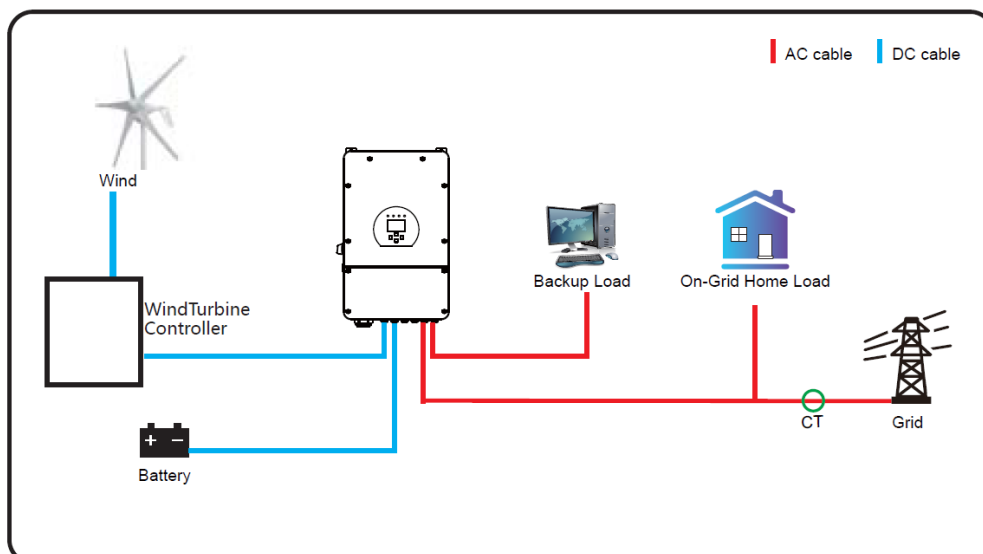 AC cable
DC cable
Wind
WindTurbine
Controller
Backup Load
On-Grid Home Load
CT
Grid
Battery